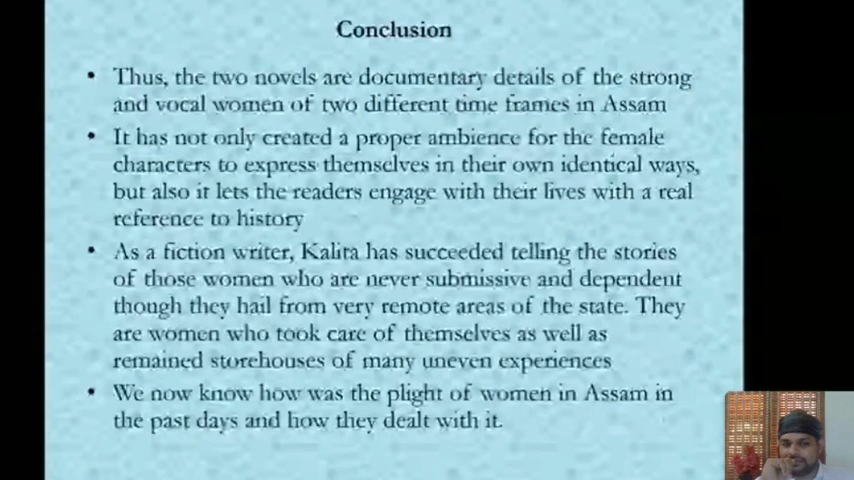 Conclusion
• Thus, the two novels are documentary details of the strong
and vocal women of two different time frames in Assam
• It has not only created a proper ambience for the female
characters to express themselves in their own identical ways,
but also it lets the readers engage with their lives with a real
reference to history
• As a fiction writer, Kalita has succeeded telling the stories
of those women who are never submissive and dependent
though they hail from very remote areas of the state. They
are women who took care of themselves as well as
remained storehouses of many uneven experiences
• We now know how was the plight of women in Assam in
the past days and how they dealt with it.